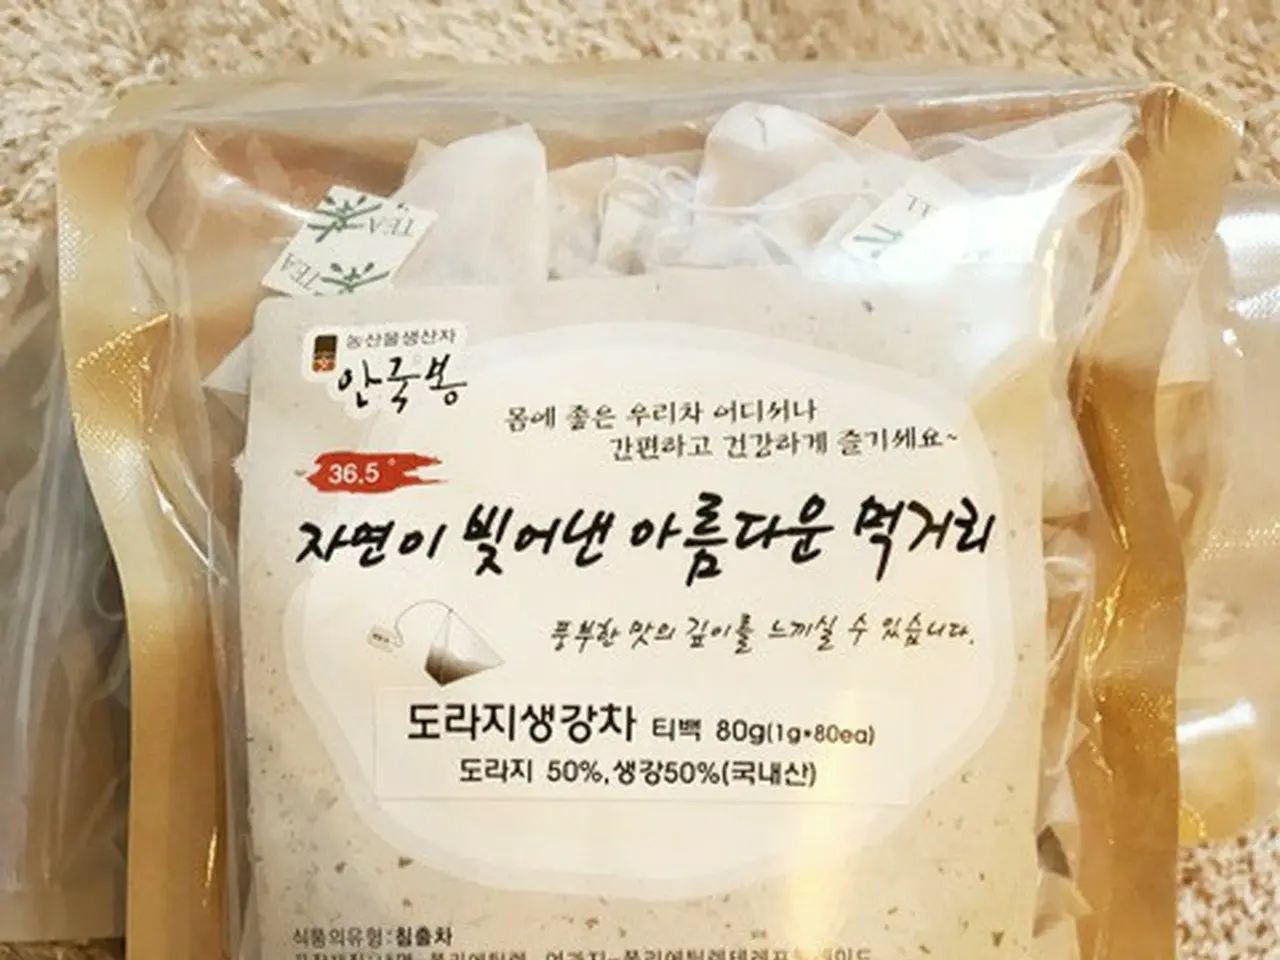 TEA
TEA
농산물생산자
안국봉
몸에 좋은 우리차 어디서나
간편하고 건강하게 즐기세요~
36.5°
자연이 빚어낸 아름다운 먹거리
풍부한 맛의 깊이를 느끼실 수 있습니다.
도라지생강차 티백 80g(1g*80ea)
도라지 50%, 생강50%(국내산)
식품의유형:침출차